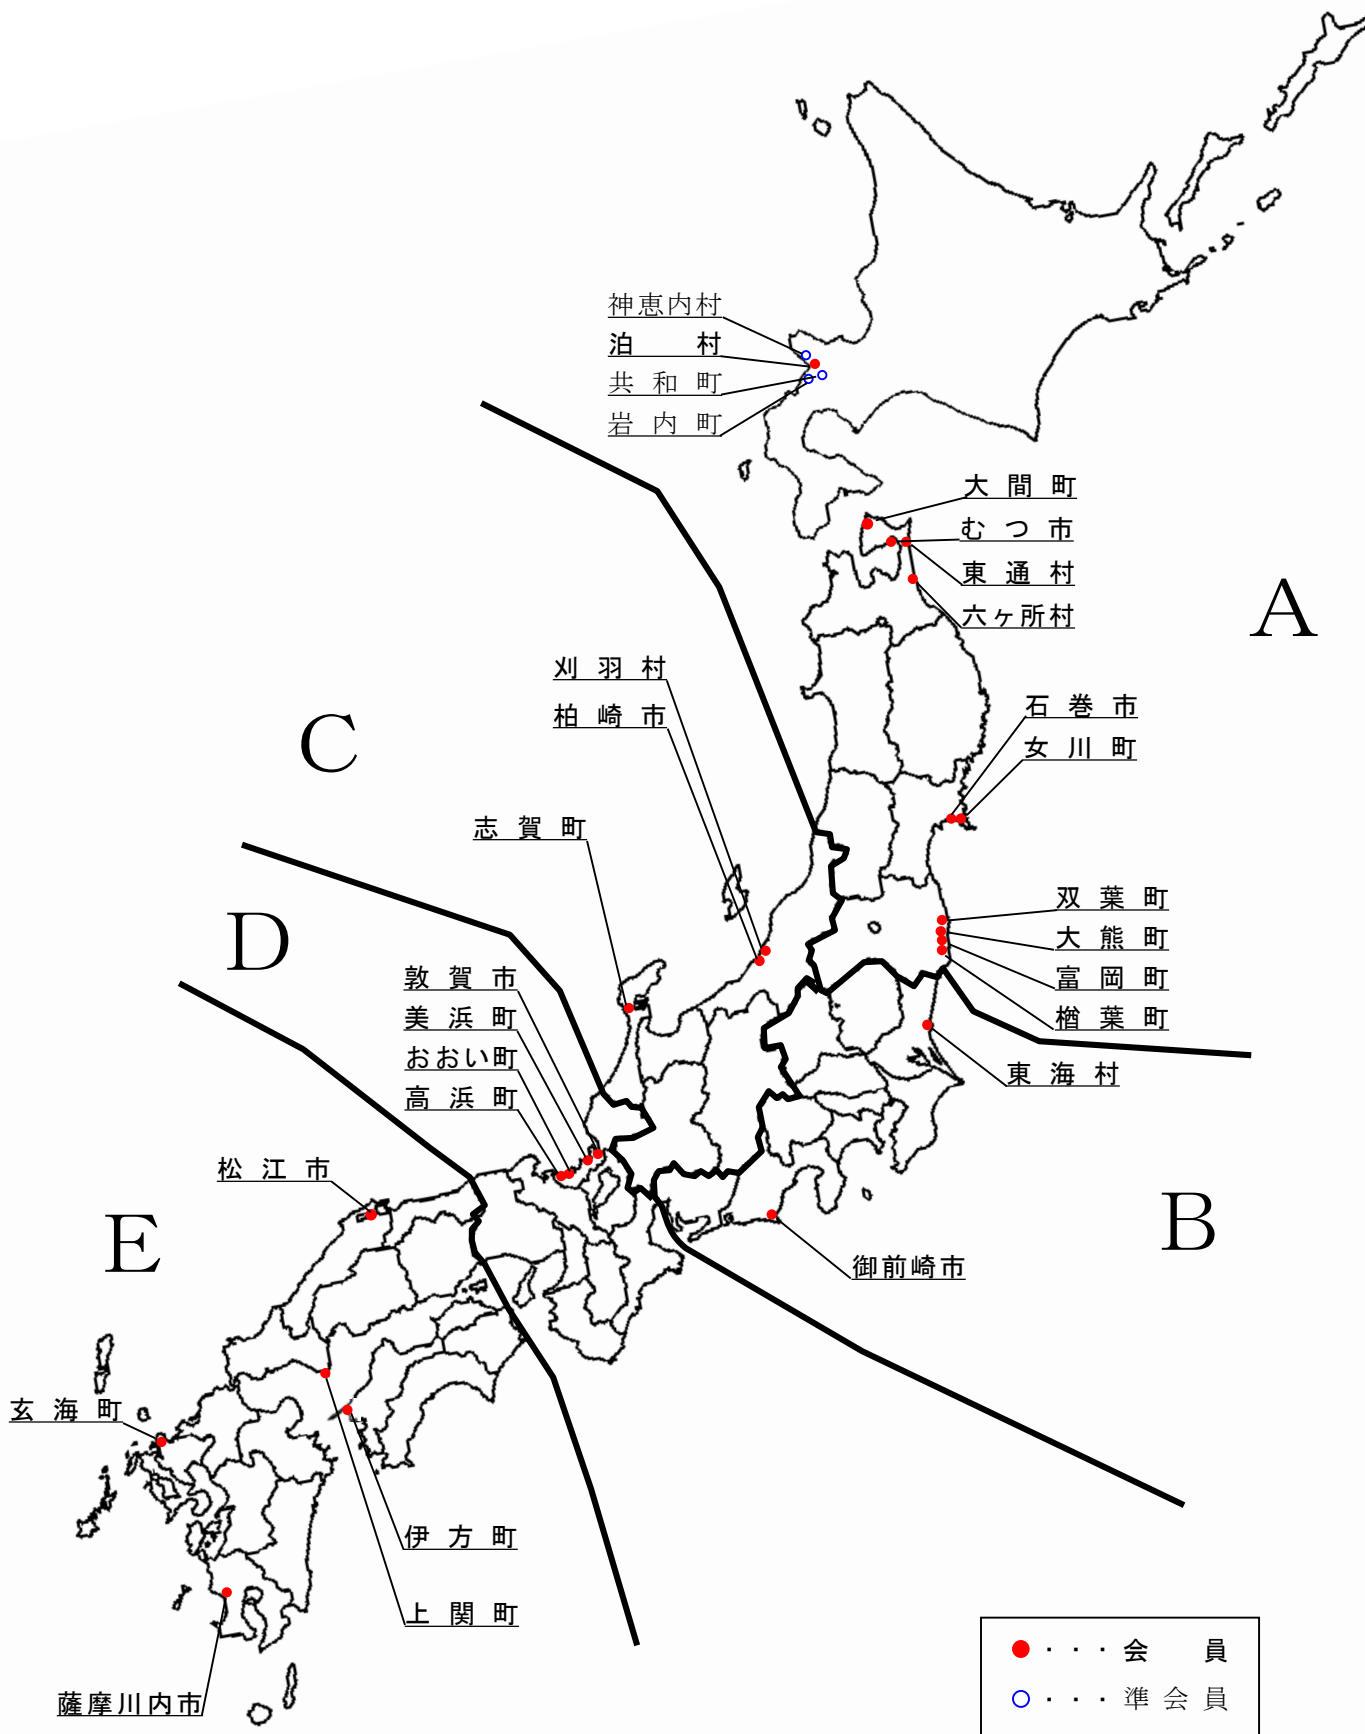 神恵内村
泊村
共和町
岩内町
大間町
むつ市
東通村
六ヶ所村
A
刈羽村
柏崎市
石巻市
女川町
C
志賀町
双葉町
大熊町
富岡町
楢葉町
D
敦賀市
美浜町
おおい町
高浜町
東海村
松江市
B
E
御前崎市
玄海町
伊方町
上関町
薩摩川内市
・・・会員
・・・準会員